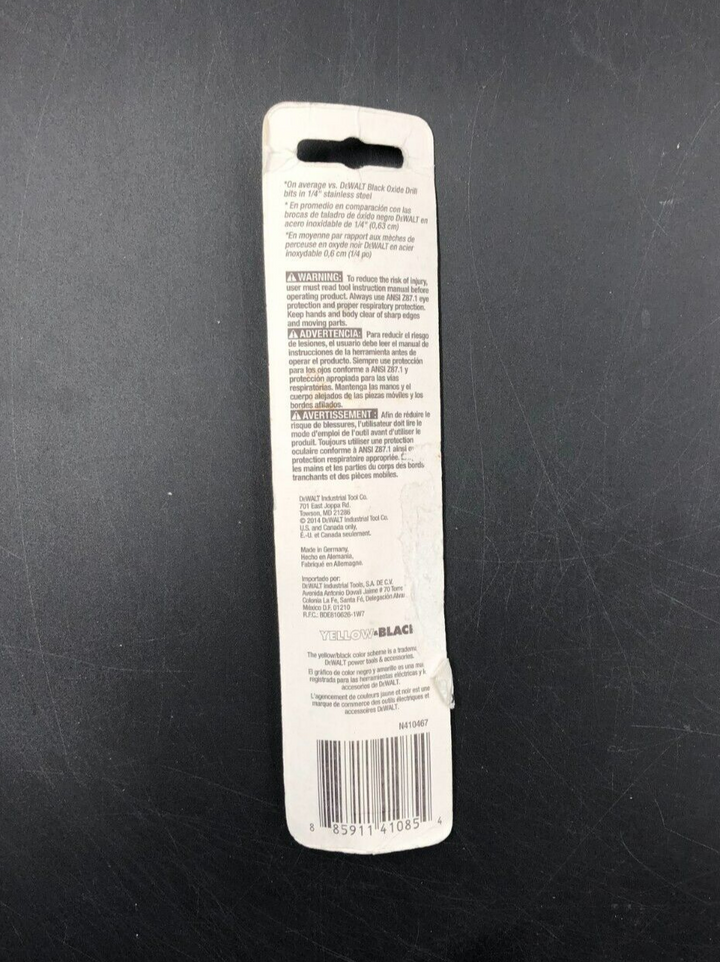 *On average vs. DEWALT Black Oxide Drill
bits in 1/4" stainless steel
* En promedio en comparación con las
brocas de taladro de óxido negro DEWALT en
acero inoxidable de 1/4" (0,63 cm)
*En moyenne par rapport aux mèches de
perceuse en oxyde noir DEWALT en acier
inoxydable 0,6 cm (1/4 po)
WARNING: To reduce the risk of injury,
user must read tool instruction manual before
operating product. Always use ANSI Z87.1 eye
protection and proper respiratory protection.
Keep hands and body clear of sharp edges
and moving parts.
ADVERTENCIA: Para reducir el riesgo
de lesiones, el usuario debe leer el manual de
instrucciones de la herramienta antes de
operar el producto. Siempre use protección
para los ojos conforme a ANSI Z87.1 y
protección apropiada para las vías
respiratorias. Mantenga las manos y el
cuerpo alejados de las piezas móviles y los
bordes afilados.
AVERTISSEMENT : Afin de réduire le
risque de blessures, l'utilisateur doit lire le
mode d'emploi de l'outil avant d'utiliser le
produit. Toujours utiliser une protection
oculaire conforme à ANSI Z87.1 ainsi
protection respiratoire appropriée.
les mains et les parties du corps des bords
tranchants et des pièces mobiles.
DEWALT Industrial Tool Co.
701 East Joppa Rd.
Towson, MD 21286
© 2014 DEWALT Industrial Tool Co.
U.S. and Canada only.
É.-U. et Canada seulement.
Made in Germany.
Hecho en Alemania.
Fabriqué en Allemagne.
Importado por:
DEWALT Industrial Tools, S.A. DE C.V.
Avenida Antonio Dovali Jaime # 70 Torre
Colonia La Fe, Santa Fé, Delegación
México D.F. 01210
R.F.C.: BDE810626-1W7
YELLOW&BLAC
The yellow/black color scheme is a
DEWALT power tools & accessories.
El gráfico de color negro y amarillo es una
registrada para las herramientas eléctricas y
accesorios de DEWALT.
L'agencement de couleurs jaune et noir est une
marque de commerce des outils électriques et
accessoires DEWALT.
N410467
8 85911 41085 4